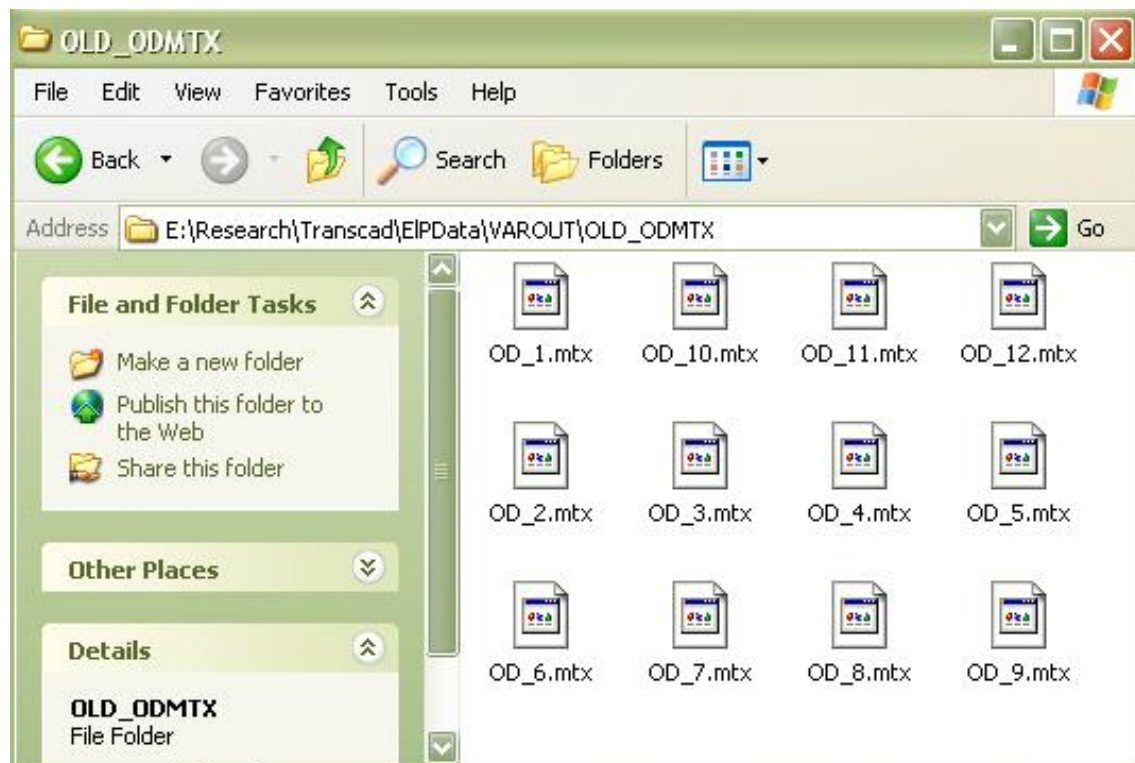 OLD_ODMTX
File Edit View Favorites Tools Help
Back Search Folders
Address E:\Research\Transcad\ElPData\VAROUT\OLD_ODMTX Go
File and Folder Tasks
Make a new folder
Publish this folder to
the Web
Share this folder
Other Places
Details
OLD_ODMTX
File Folder
OD_1.mtx OD_10.mtx OD_11.mtx OD_12.mtx
OD_2.mtx OD_3.mtx OD_4.mtx OD_5.mtx
OD_6.mtx OD_7.mtx OD_8.mtx OD_9.mtx